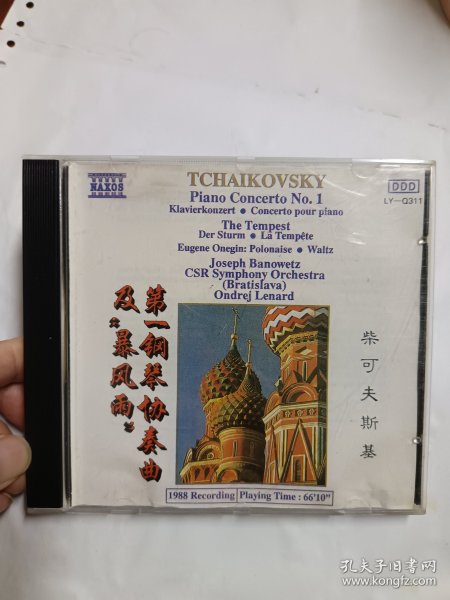 NAXOS
DDD
LY-Q311
TCHAIKOVSKY
Piano Concerto No. 1
Klavierkonzert • Concerto pour piano
The Tempest
Der Sturm • La Tempête
Eugene Onegin: Polonaise • Waltz
Joseph Banowetz
CSR Symphony Orchestra
(Bratislava)
Ondrej Lenard
第一钢琴协奏曲
及“暴风雨”
柴可夫斯基
1988 Recording
Playing Time : 66'10"
孔夫子旧书网
www.kongfz.com